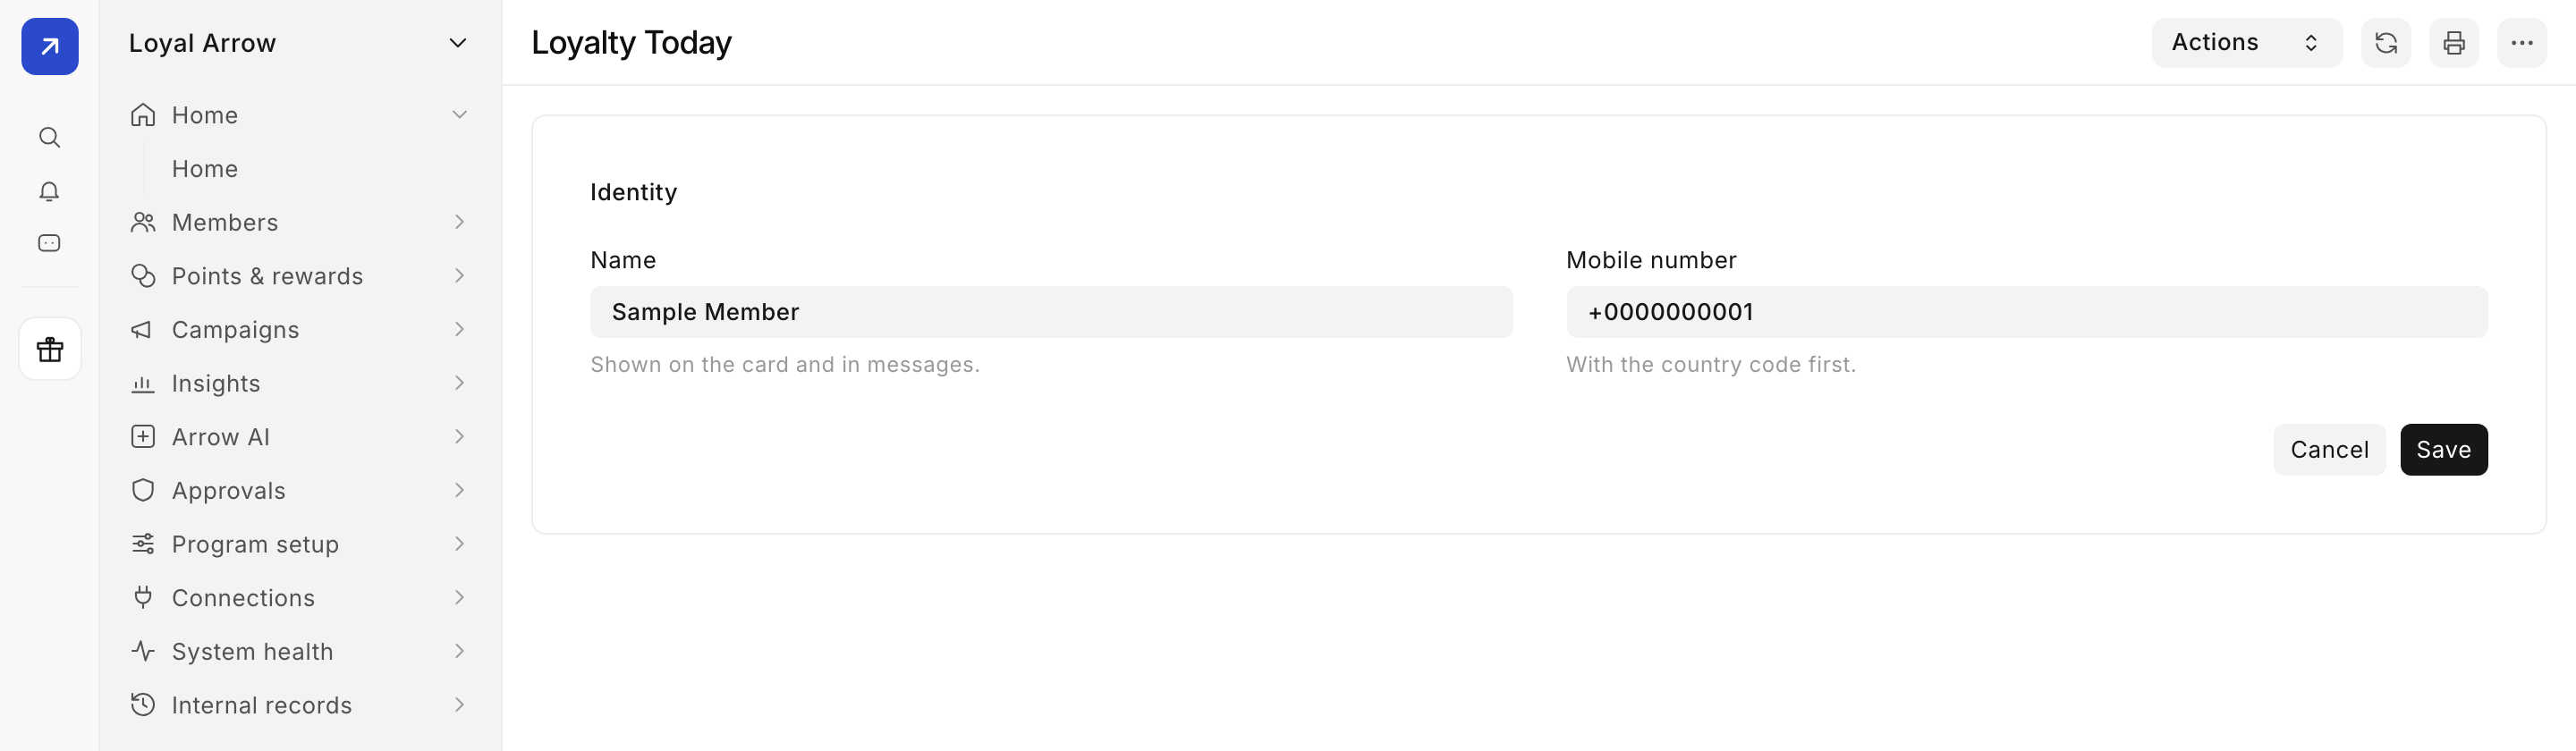 Loyal Arrow
Home
Home
Members
Points & rewards
Campaigns
Insights
Arrow AI
Approvals
Program setup
Connections
System health
Internal records
Loyalty Today
Actions
Identity
Name
Sample Member
Shown on the card and in messages.
Mobile number
+0000000001
With the country code first.
Cancel
Save